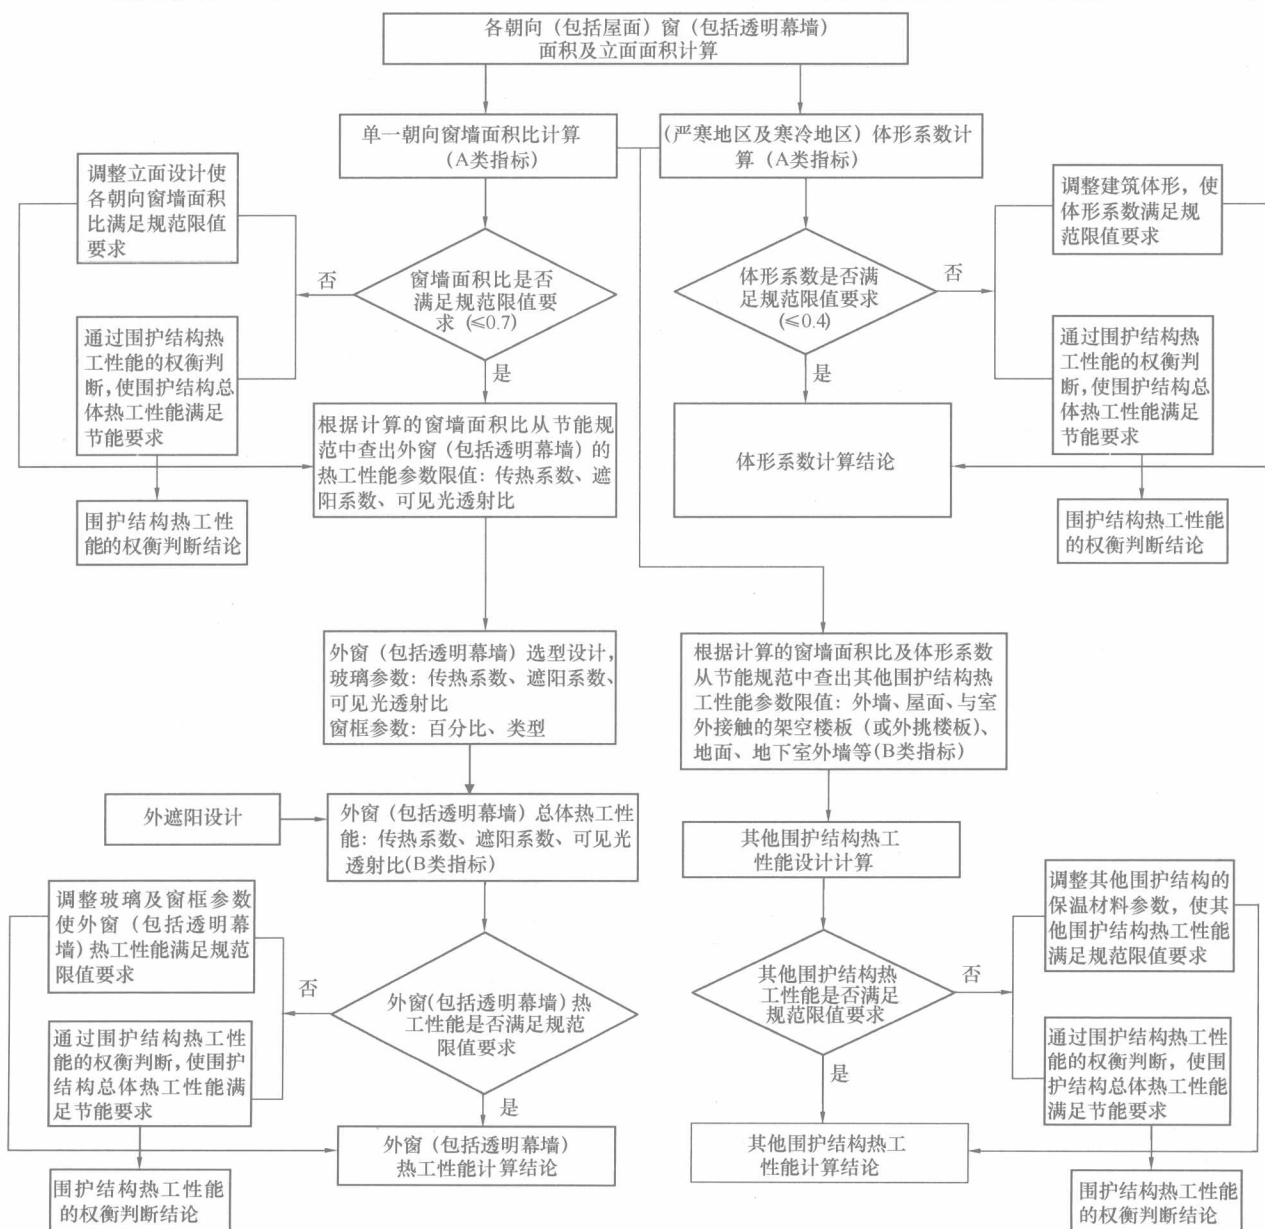 各朝向（包括屋面）窗（包括透明幕墙）
面积及立面面积计算
单一朝向窗墙面积比计算
（A类指标）
（严寒地区及寒冷地区）体形系数计
算（A类指标）
调整立面设计使
各朝向窗墙面积
比满足规范限值
要求
调整建筑体形，使
体形系数满足规
范限值要求
否
窗墙面积比是否
满足规范限值要
求（≤0.7）
体形系数是否满
足规范限值要求
（≤0.4）
否
通过围护结构热
工性能的权衡判
断，使围护结构总
体热工性能满足
节能要求
是
是
通过围护结构热
工性能的权衡判
断，使围护结构总
体热工性能满足
节能要求
根据计算的窗墙面积比从节能规
范中查出外窗（包括透明幕墙）的
热工性能参数限值：传热系数、遮
阳系数、可见光透射比
体形系数计算结论
围护结构热工性
能的权衡判断结论
围护结构热工性能
的权衡判断结论
外窗（包括透明幕墙）选型设计，
玻璃参数：传热系数、遮阳系数、
可见光透射比
窗框参数：百分比、类型
根据计算的窗墙面积比及体形系数
从节能规范中查出其他围护结构热
工性能参数限值：外墙、屋面、与室
外接触的架空楼板（或外挑楼板）、
地面、地下室外墙等（B类指标）
外遮阳设计
外窗（包括透明幕墙）总体热工性
能：传热系数、遮阳系数、可见光
透射比（B类指标）
其他围护结构热工
性能设计计算
调整玻璃及窗框参数
使外窗（包括透明幕
墙）热工性能满足规范
限值要求
调整其他围护结构的
保温材料参数，使其
他围护结构热工性能
满足规范限值要求
否
外窗（包括透明幕墙）热
工性能是否满足规范
限值要求
其他围护结构热
工性能是否满足
规范限值要求
否
通过围护结构热工性
能的权衡判断，使围护
结构总体热工性能满
足节能要求
是
是
通过围护结构热工性
能的权衡判断，使围
护结构总体热工性能
满足节能要求
外窗（包括透明幕墙）
热工性能计算结论
其他围护结构热工
性能计算结论
围护结构热工性能
的权衡判断结论
围护结构热工性能
的权衡判断结论